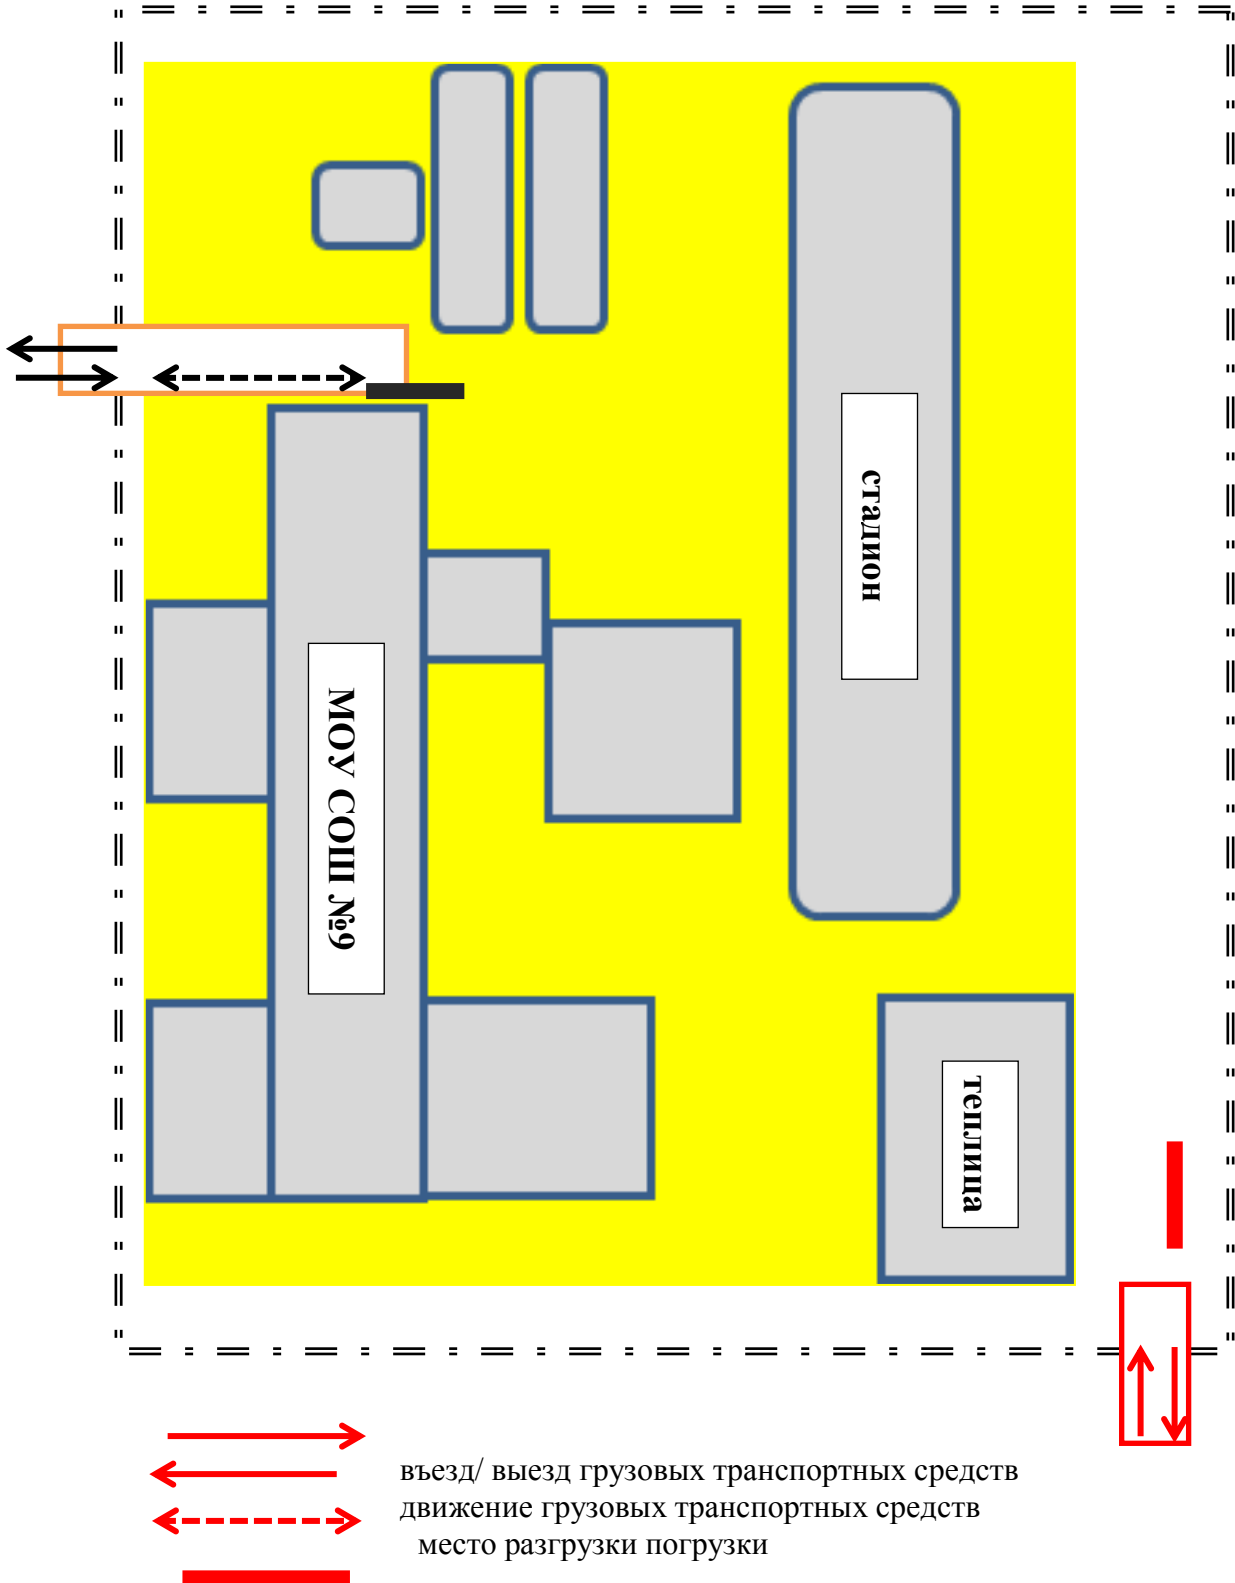 стадион
МОУ СОШ №9
теплица
въезд/ выезд грузовых транспортных средств
движение грузовых транспортных средств
место разгрузки погрузки